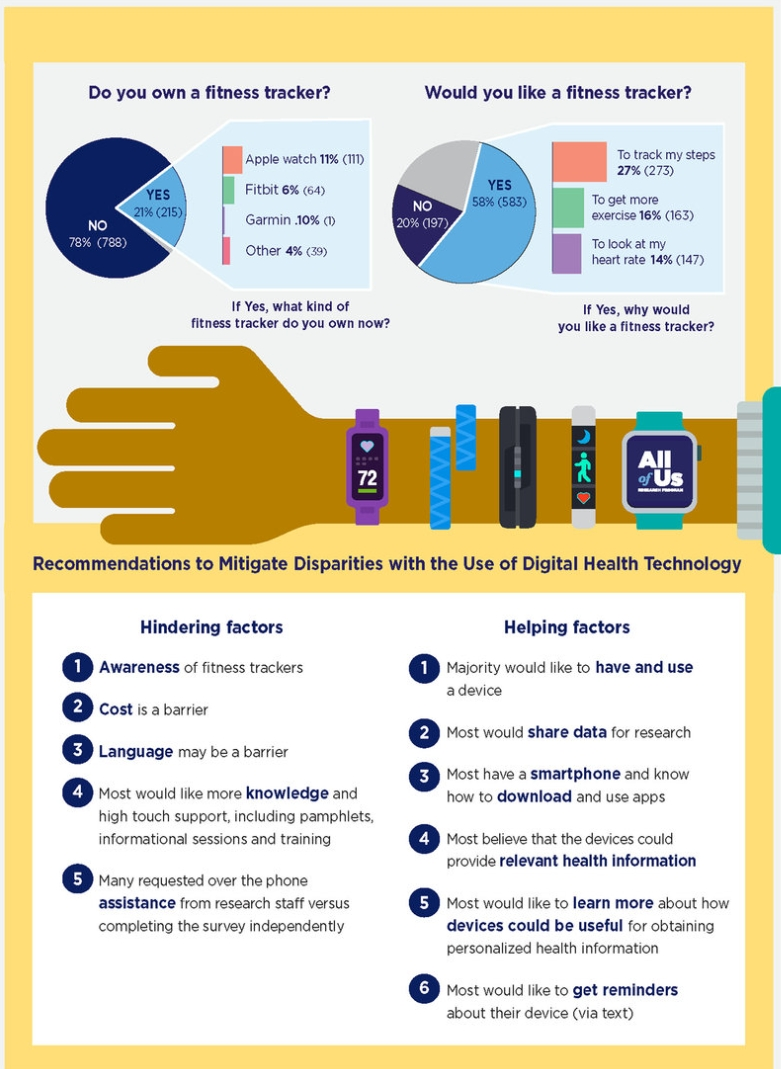 Do you own a fitness tracker?
YES
21% (215)
NO
78% (788)
Apple watch 11% (111)
Fitbit 6% (64)
Garmin .10% (1)
Other 4% (39)
If Yes, what kind of
fitness tracker do you own now?
Would you like a fitness tracker?
YES
58% (583)
NO
20% (197)
To track my steps
27% (273)
To get more
exercise 16% (163)
To look at my
heart rate 14% (147)
If Yes, why would
you like a fitness tracker?
72
All
of Us
RESEARCH PROGRAM
Recommendations to Mitigate Disparities with the Use of Digital Health Technology
Hindering factors
1 Awareness of fitness trackers
2 Cost is a barrier
3 Language may be a barrier
4 Most would like more knowledge and
high touch support, including pamphlets,
informational sessions and training
5 Many requested over the phone
assistance from research staff versus
completing the survey independently
Helping factors
1 Majority would like to have and use
a device
2 Most would share data for research
3 Most have a smartphone and know
how to download and use apps
4 Most believe that the devices could
provide relevant health information
5 Most would like to learn more about how
devices could be useful for obtaining
personalized health information
6 Most would like to get reminders
about their device (via text)